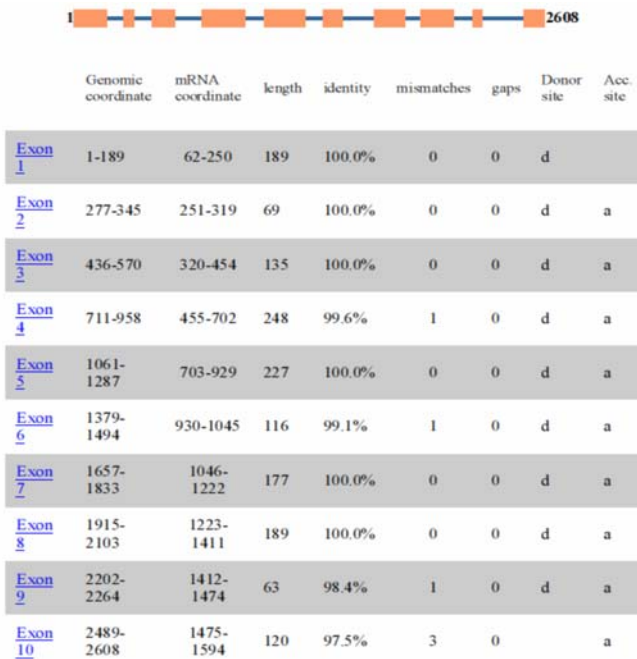 1 2608
Genomic coordinate mRNA coordinate length identity mismatches gaps Donor site Acc. site
Exon 1 1-189 62-250 189 100.0% 0 0 d
Exon 2 277-345 251-319 69 100.0% 0 0 d a
Exon 3 436-570 320-454 135 100.0% 0 0 d a
Exon 4 711-958 455-702 248 99.6% 1 0 d a
Exon 5 1061-1287 703-929 227 100.0% 0 0 d a
Exon 6 1379-1494 930-1045 116 99.1% 1 0 d a
Exon 7 1657-1833 1046-1222 177 100.0% 0 0 d a
Exon 8 1915-2103 1223-1411 189 100.0% 0 0 d a
Exon 9 2202-2264 1412-1474 63 98.4% 1 0 d a
Exon 10 2489-2608 1475-1594 120 97.5% 3 0 a